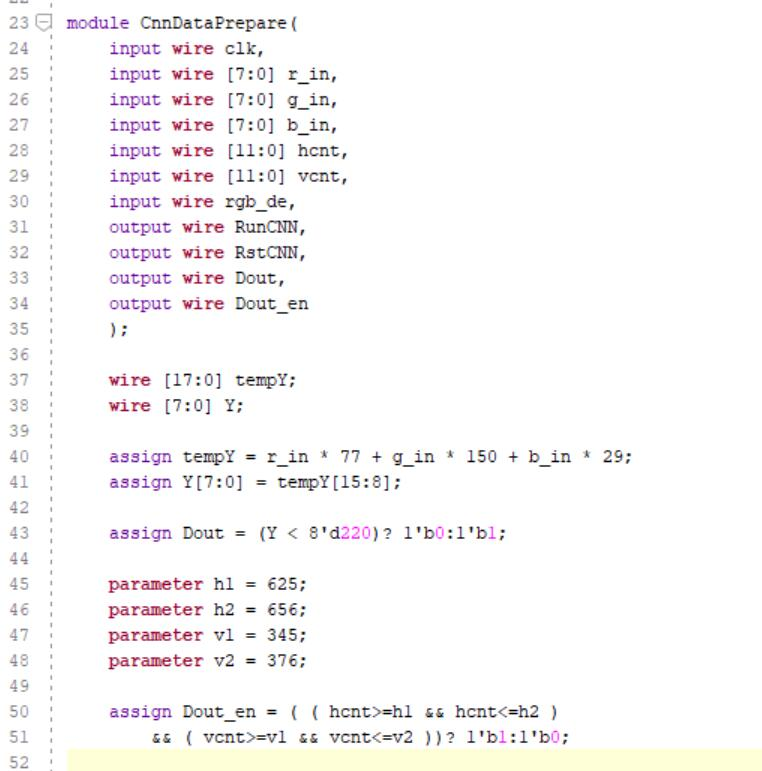 23 module CnnDataPrepare(
24     input wire clk,
25     input wire [7:0] r_in,
26     input wire [7:0] g_in,
27     input wire [7:0] b_in,
28     input wire [11:0] hcnt,
29     input wire [11:0] vcnt,
30     input wire rgb_de,
31     output wire RunCNN,
32     output wire RstCNN,
33     output wire Dout,
34     output wire Dout_en
35     );
36
37     wire [17:0] tempY;
38     wire [7:0] Y;
39
40     assign tempY = r_in * 77 + g_in * 150 + b_in * 29;
41     assign Y[7:0] = tempY[15:8];
42
43     assign Dout = (Y < 8'd220)? 1'b0:1'b1;
44
45     parameter h1 = 625;
46     parameter h2 = 656;
47     parameter v1 = 345;
48     parameter v2 = 376;
49
50     assign Dout_en = ( ( hcnt>=h1 && hcnt<=h2 )
51         && ( vcnt>=v1 && vcnt<=v2 ))? 1'b1:1'b0;
52